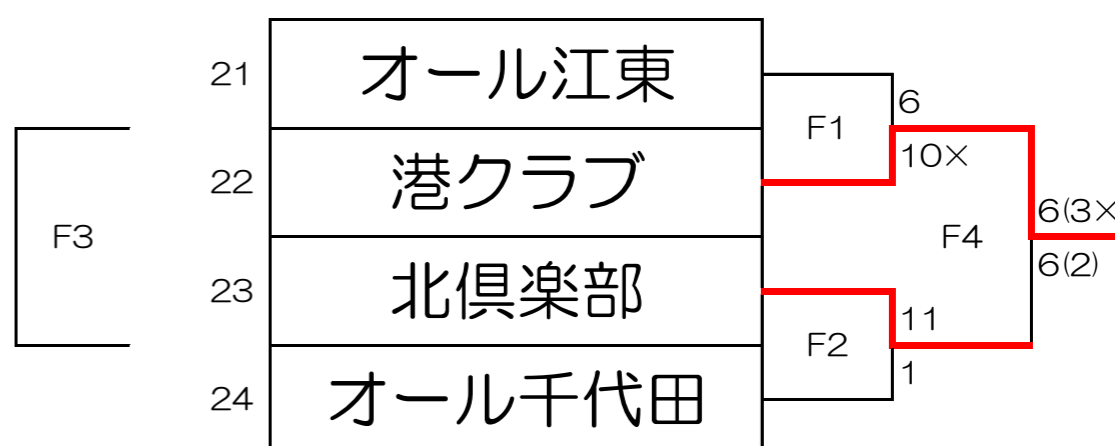 21 オール江東
6
F1
10×
22 港クラブ
F3
F4
6(3×
6(2)
23 北倶楽部
11
F2
1
24 オール千代田